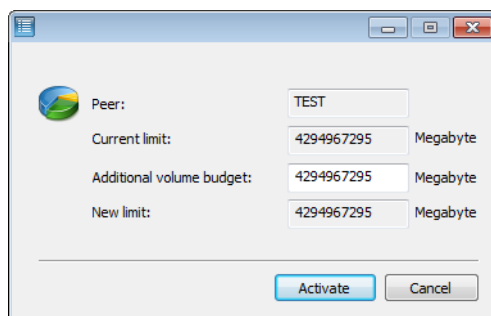 Peer: TEST
Current limit: 4294967295 Megabyte
Additional volume budget: 4294967295 Megabyte
New limit: 4294967295 Megabyte
Activate Cancel